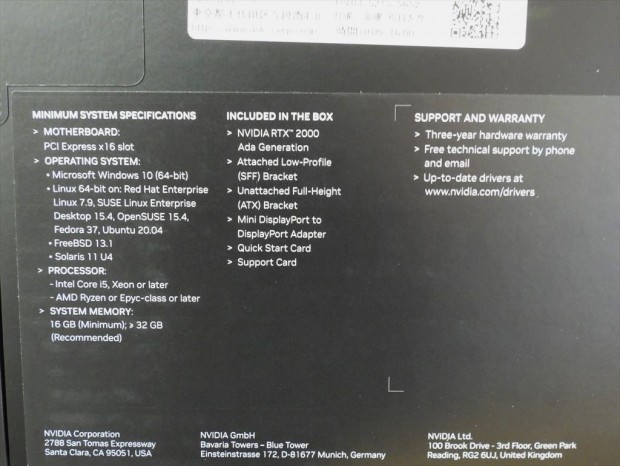 MINIMUM SYSTEM SPECIFICATIONS
> MOTHERBOARD:
PCI Express x16 slot
> OPERATING SYSTEM:
• Microsoft Windows 10 (64-bit)
• Linux 64-bit on: Red Hat Enterprise
Linux 7.9, SUSE Linux Enterprise
Desktop 15.4, OpenSUSE 15.4,
Fedora 37, Ubuntu 20.04
• FreeBSD 13.1
• Solaris 11 U4
> PROCESSOR:
- Intel Core i5, Xeon or later
- AMD Ryzen or Epyc-class or later
> SYSTEM MEMORY:
16 GB (Minimum); ≥ 32 GB
(Recommended)
INCLUDED IN THE BOX
> NVIDIA RTX™ 2000
Ada Generation
> Attached Low-Profile
(SFF) Bracket
> Unattached Full-Height
(ATX) Bracket
> Mini DisplayPort to
DisplayPort Adapter
> Quick Start Card
> Support Card
SUPPORT AND WARRANTY
> Three-year hardware warranty
> Free technical support by phone
and email
> Up-to-date drivers at
www.nvidia.com/drivers
NVIDIA Corporation
2788 San Tomas Expressway
Santa Clara, CA 95051, USA
NVIDIA GmbH
Bavaria Towers – Blue Tower
Einsteinstrasse 172, D-81677 Munich, Germany
NVIDIA Ltd.
100 Brook Drive - 3rd Floor, Green Park
Reading, RG2 6UJ, United Kingdom